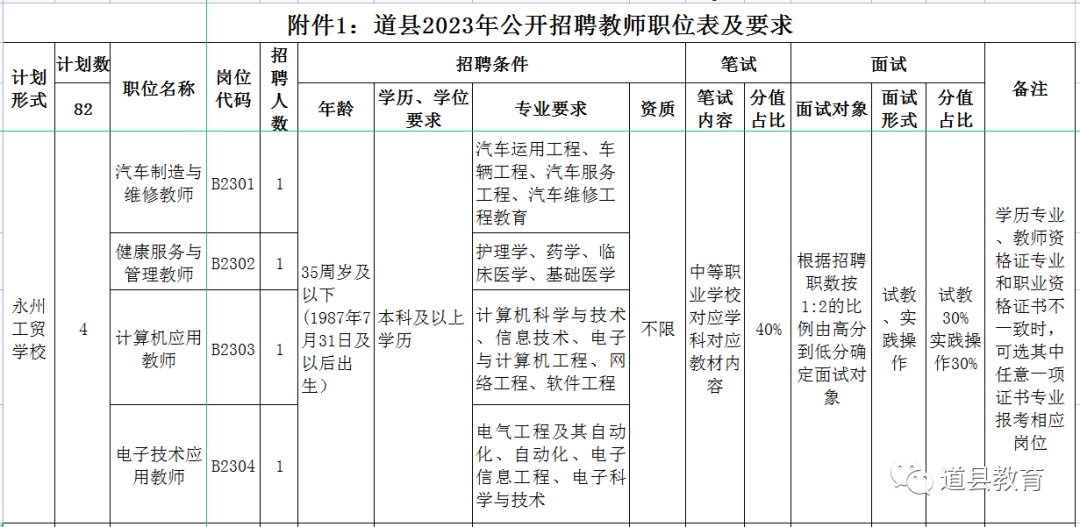 附件1：道县2023年公开招聘教师职位表及要求
计划
形式
计划数
82
职位名称
岗位
代码
招
聘
人
数
招聘条件
年龄
学历、学位
要求
专业要求
资质
笔试
笔试
内容
分值
占比
面试
面试对象
面试
形式
分值
占比
备注
永州
工贸
学校
4
汽车制造与
维修教师
B2301
1
汽车运用工程、车
辆工程、汽车服务
工程、汽车维修工
程教育
健康服务与
管理教师
B2302
1
护理学、药学、临
床医学、基础医学
计算机应用
教师
B2303
1
计算机科学与技术
、信息技术、电子
与计算机工程、网
络工程、软件工程
电子技术应
用教师
B2304
1
电气工程及其自动
化、自动化、电子
信息工程、电子科
学与技术
35周岁及
以下
(1987年7
月31日及
以后出
生）
本科及以上
学历
不限
中等职
业学校
对应学
科对应
教材内
容
40%
根据招聘
职数按
1:2的比
例由高分
到低分确
定面试对
象
试教
、实
践操
作
试教
30%
实践操
作30%
学历专业
、教师资
格证专业
和职业资
格证书不
一致时，
可选其中
任意一项
证书专业
报考相应
岗位
道县教育